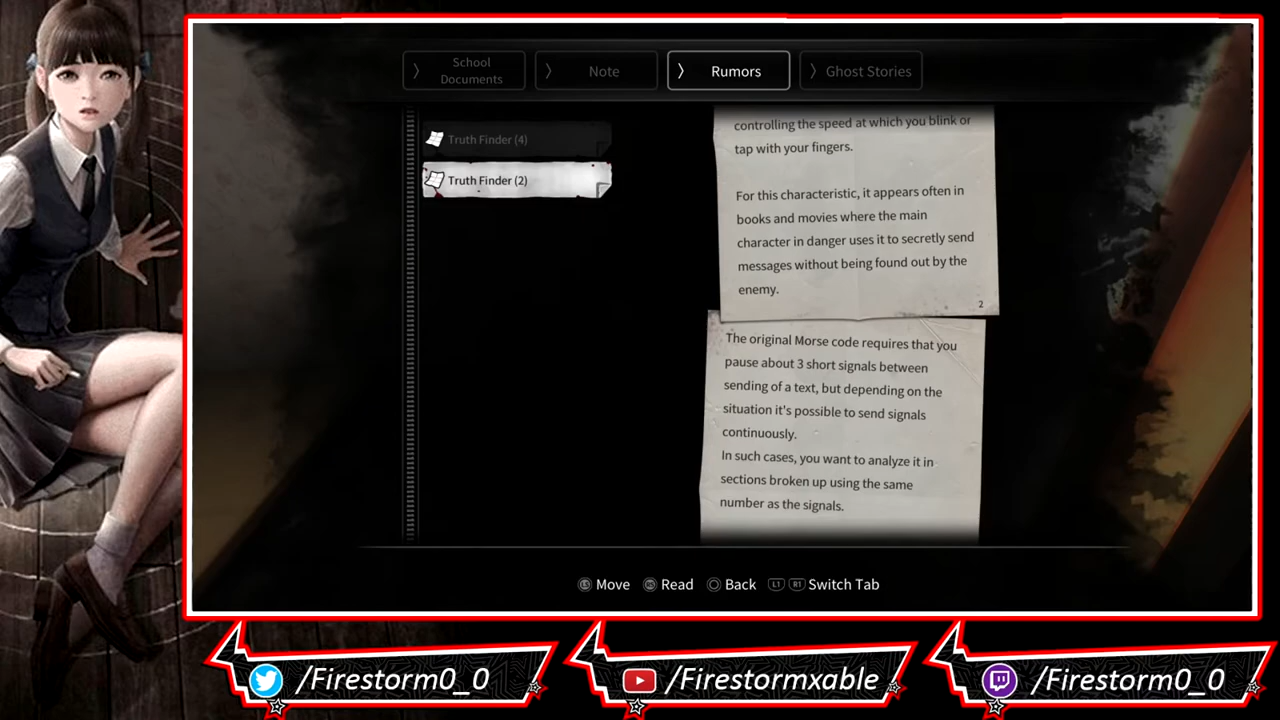 School
Documents
Note
Rumors
Ghost Stories
Truth Finder (4)
Truth Finder (2)
controlling the speed at which you blink or
tap with your fingers.
For this characteristic, it appears often in
books and movies where the main
character in danger uses it to secretly send
messages without being found out by the
enemy.
2
The original Morse code requires that you
pause about 3 short signals between
sending of a text, but depending on the
situation it's possible to send signals
continuously.
In such cases, you want to analyze it in
sections broken up using the same
number as the signals.
Move
Read
Back
L1 R1 Switch Tab
/Firestorm0_0
/Firestormxable
/Firestorm0_0